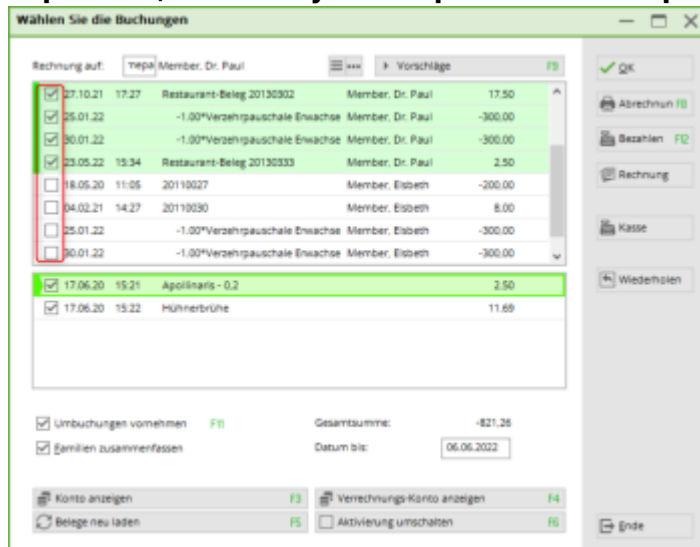 Wählen Sie die Buchungen
Rechnung auf: mepa Member, Dr. Paul Vorschläge F9
27.10.21 17:27 Restaurant-Beleg 20130302 Member, Dr. Paul 17,50
25.01.22 -1.00*Verzehrpauschale Erwachse Member, Dr. Paul -300,00
30.01.22 -1.00*Verzehrpauschale Erwachse Member, Dr. Paul -300,00
23.05.22 15:34 Restaurant-Beleg 20130333 Member, Dr. Paul 2,50
18.05.20 11:05 20110027 Member, Elsbeth -200,00
04.02.21 14:27 20110030 Member, Elsbeth 8,00
25.01.22 -1.00*Verzehrpauschale Erwachse Member, Elsbeth -300,00
30.01.22 -1.00*Verzehrpauschale Erwachse Member, Elsbeth -300,00
17.06.20 15:21 Apollinaris - 0,2 2,50
17.06.20 15:22 Hühnerbrühe 11,69
Umbuchungen vornehmen F11 Gesamtsumme: -821,26
Familien zusammenfassen Datum bis: 06.06.2022
Konto anzeigen F3 Verrechnungs-Konto anzeigen F4
Belege neu laden F5 Aktivierung umschalten F6
OK
Abrechnun F8
Bezahlen F12
Rechnung
Kasse
Wiederholen
Ende